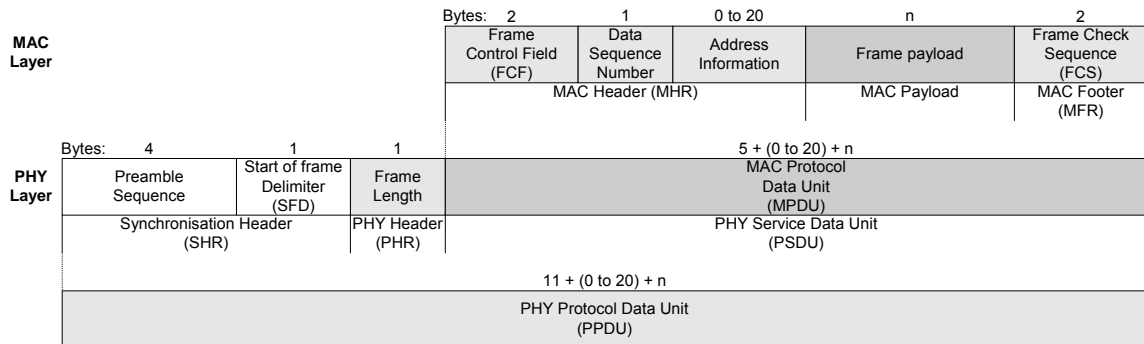 Bytes: 2 1 0 to 20 n 2
MAC
Layer
Frame
Control Field
(FCF)
Data
Sequence
Number
Address
Information
Frame payload
Frame Check
Sequence
(FCS)
MAC Header (MHR)
MAC Payload
MAC Footer
(MFR)
Bytes: 4 1 1 5 + (0 to 20) + n
PHY
Layer
Preamble
Sequence
Start of frame
Delimiter
(SFD)
Frame
Length
MAC Protocol
Data Unit
(MPDU)
Synchronisation Header
(SHR)
PHY Header
(PHR)
PHY Service Data Unit
(PSDU)
11 + (0 to 20) + n
PHY Protocol Data Unit
(PPDU)